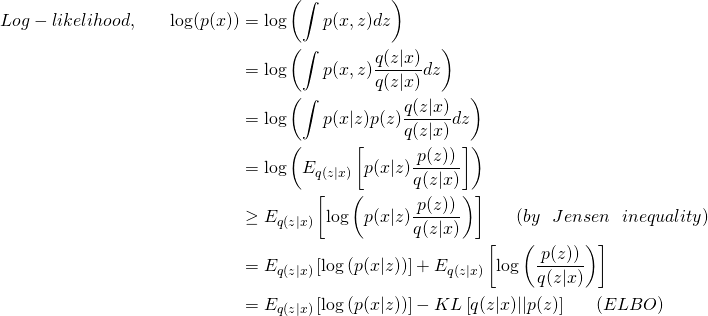 Log − likelihood, log(p(x)) = log(∫ p(x, z)dz)
= log(∫ p(x, z) q(z|x)/q(z|x) dz)
= log(∫ p(x|z)p(z) q(z|x)/q(z|x) dz)
= log(E_{q(z|x)}[p(x|z) p(z))/q(z|x)])
≥ E_{q(z|x)}[log(p(x|z) p(z))/q(z|x))] (by Jensen inequality)
= E_{q(z|x)}[log (p(x|z))] + E_{q(z|x)}[log(p(z))/q(z|x))]
= E_{q(z|x)}[log (p(x|z))] − KL [q(z|x)||p(z)] (ELBO)